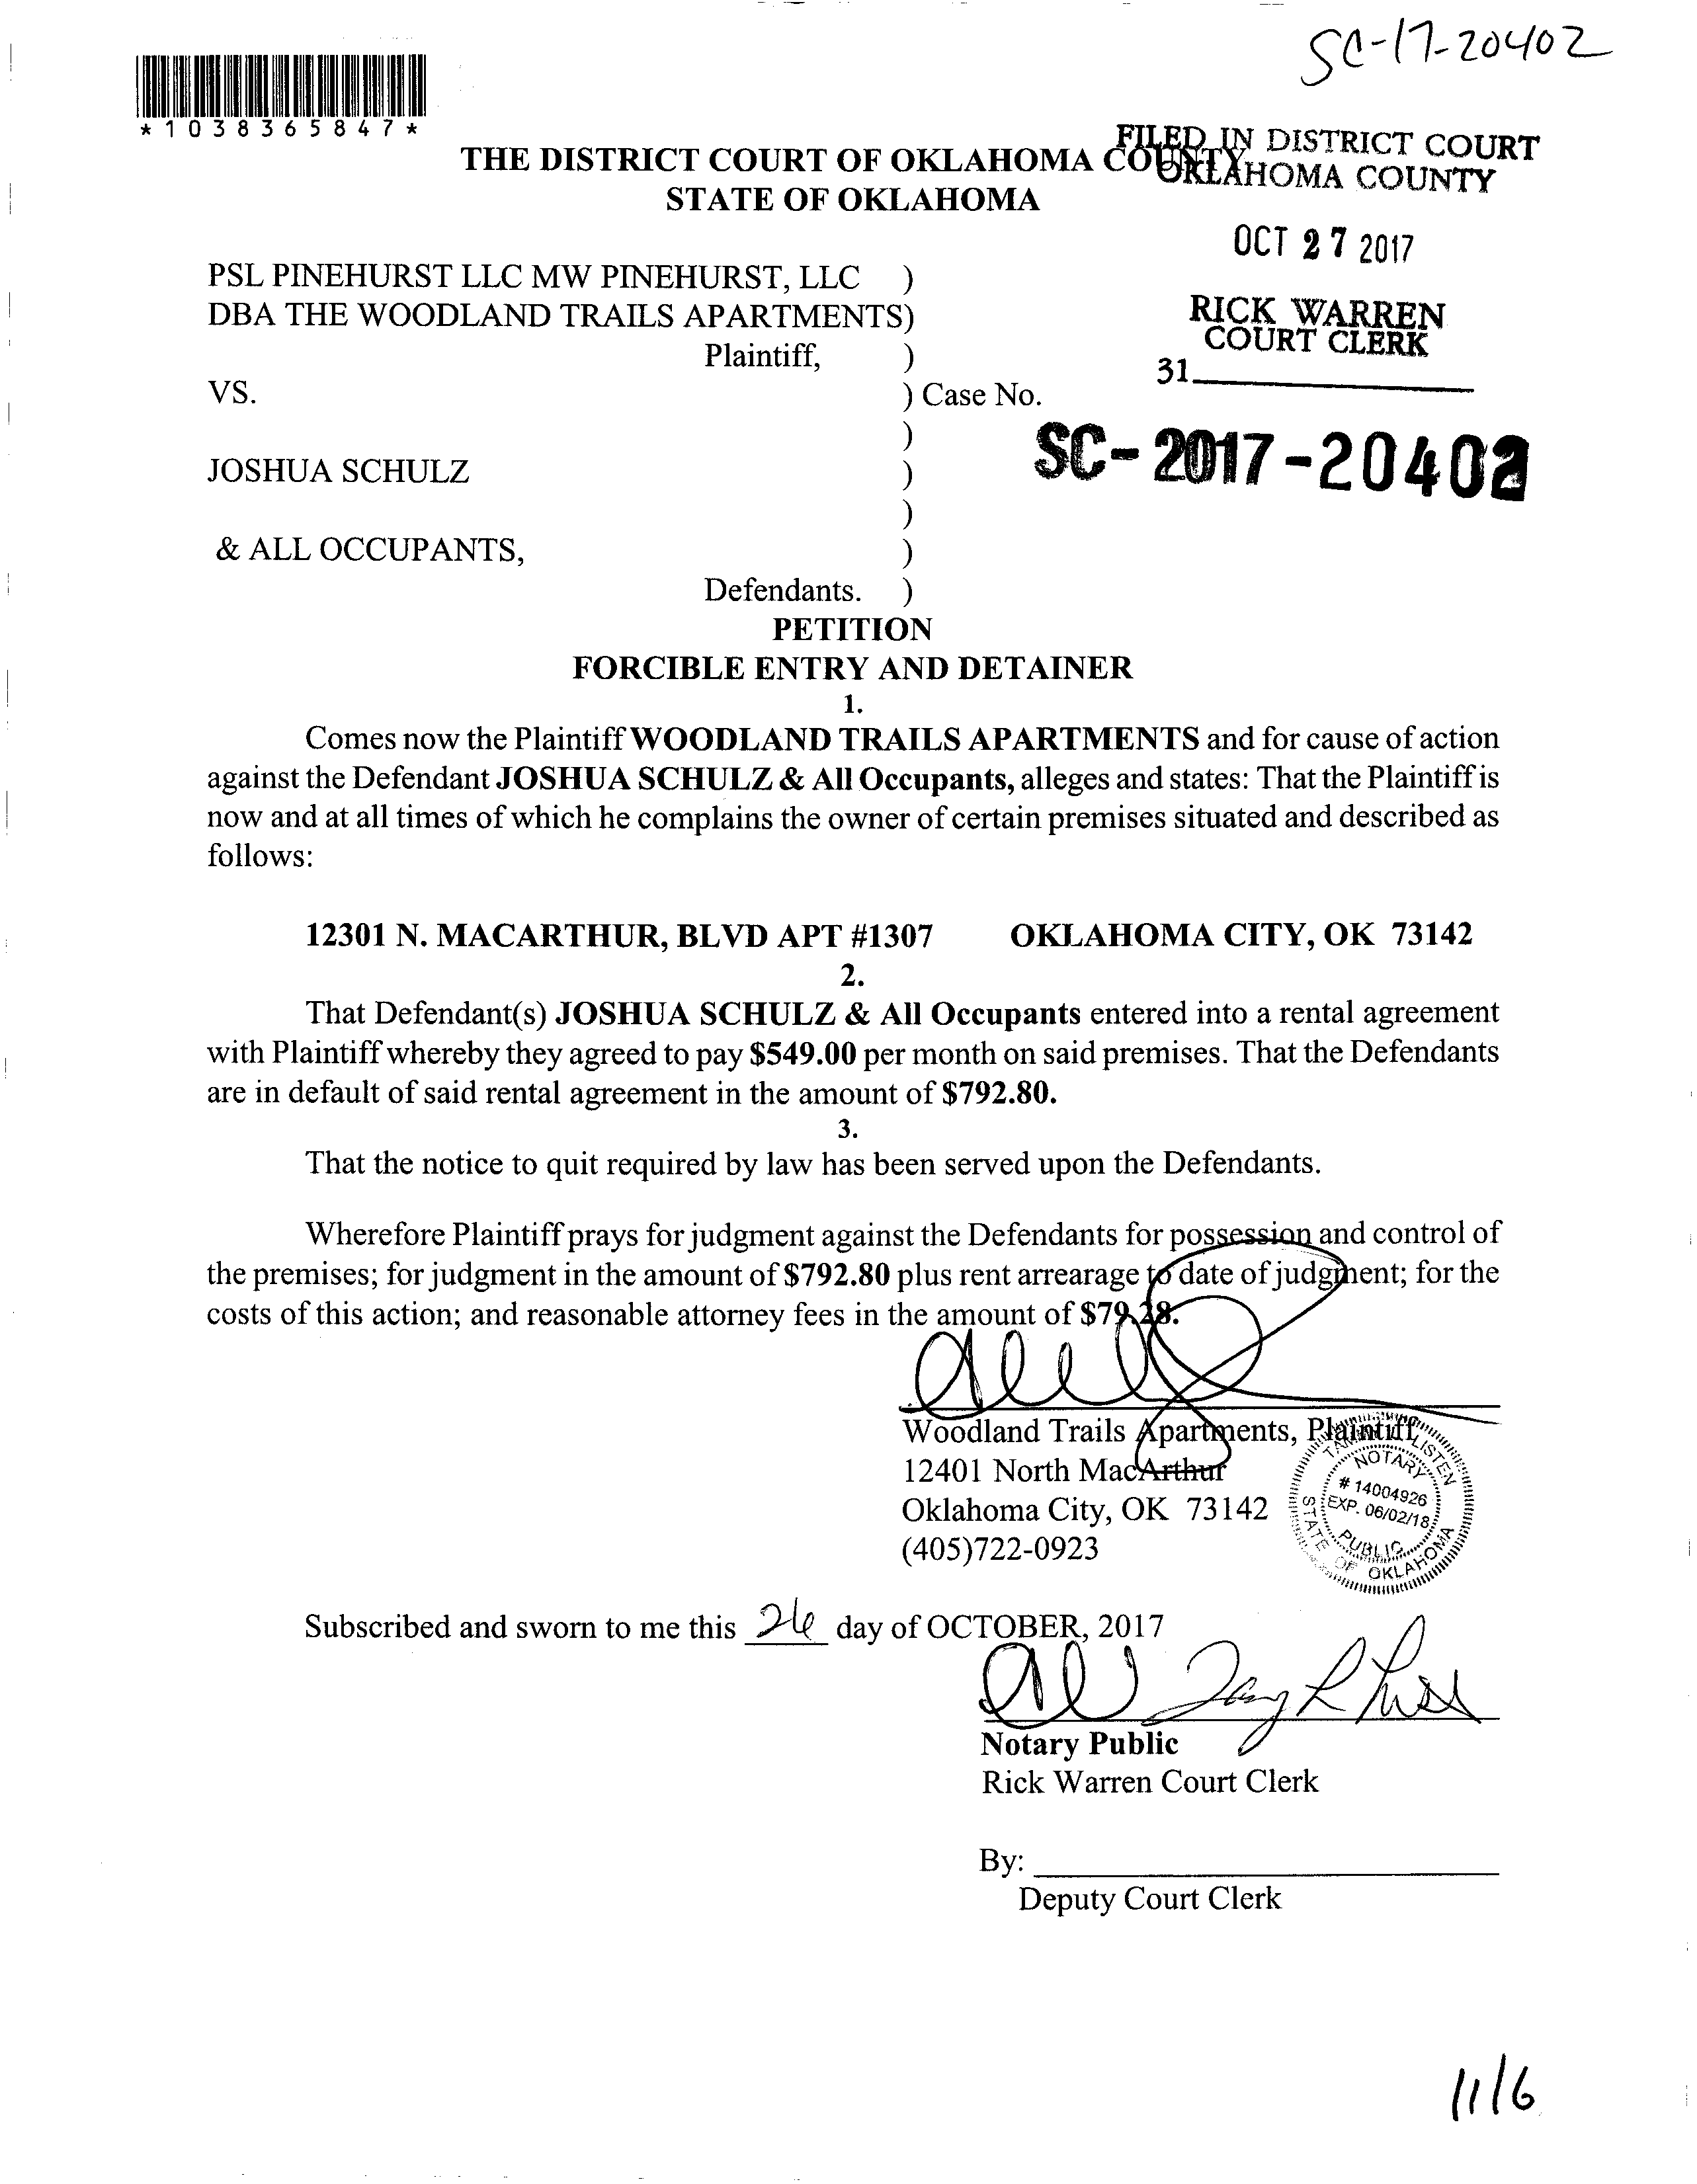 SC-17-20402
*1038365847*
FILED IN DISTRICT COURT
OKLAHOMA COUNTY
THE DISTRICT COURT OF OKLAHOMA COUNTY
STATE OF OKLAHOMA
OCT 27 2017
RICK WARREN
COURT CLERK
31
PSL PINEHURST LLC MW PINEHURST, LLC )
DBA THE WOODLAND TRAILS APARTMENTS)
Plaintiff, )
VS. ) Case No.
)
SC-2017-20402
JOSHUA SCHULZ )
)
& ALL OCCUPANTS, )
Defendants. )
PETITION
FORCIBLE ENTRY AND DETAINER
1.
Comes now the Plaintiff WOODLAND TRAILS APARTMENTS and for cause of action
against the Defendant JOSHUA SCHULZ & All Occupants, alleges and states: That the Plaintiff is
now and at all times of which he complains the owner of certain premises situated and described as
follows:
12301 N. MACARTHUR, BLVD APT #1307 OKLAHOMA CITY, OK 73142
2.
That Defendant(s) JOSHUA SCHULZ & All Occupants entered into a rental agreement
with Plaintiff whereby they agreed to pay $549.00 per month on said premises. That the Defendants
are in default of said rental agreement in the amount of $792.80.
3.
That the notice to quit required by law has been served upon the Defendants.
Wherefore Plaintiff prays for judgment against the Defendants for possession and control of
the premises; for judgment in the amount of $792.80 plus rent arrearage to date of judgment; for the
costs of this action; and reasonable attorney fees in the amount of $79.28.
Woodland Trails Apartments, Plaintiff
12401 North MacArthur
Oklahoma City, OK 73142
(405)722-0923
LISTEN
NOTARY
# 14004926
EXP. 06/02/18
PUBLIC
STATE OF OKLAHOMA
Subscribed and sworn to me this 26 day of OCTOBER, 2017
Notary Public
Rick Warren Court Clerk
By:
Deputy Court Clerk
11/6